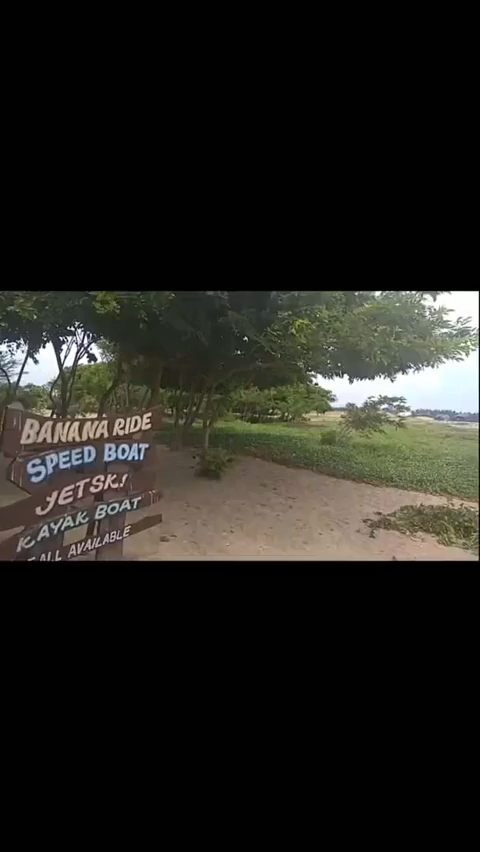 BANANA RIDE
SPEED BOAT
JETSKI
KAYAK BOAT
ALL AVAILABLE